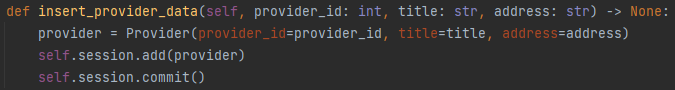 def insert_provider_data(self, provider_id: int, title: str, address: str) -> None:
    provider = Provider(provider_id=provider_id, title=title, address=address)
    self.session.add(provider)
    self.session.commit()